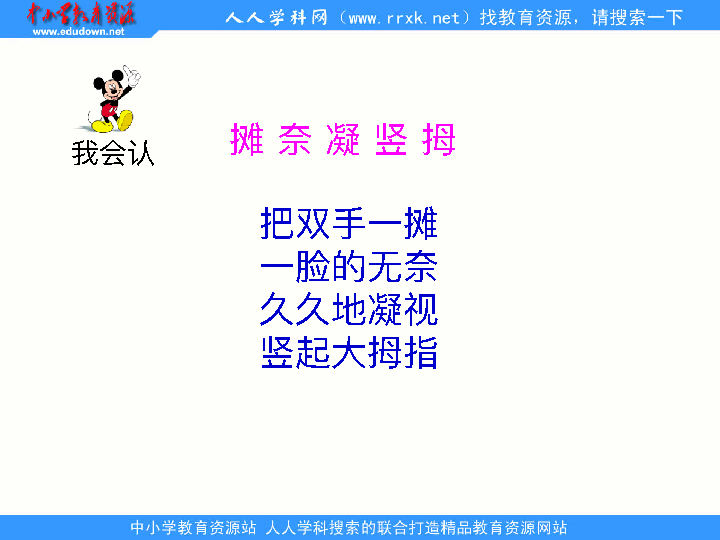 中小学教育资源
www.edudown.net
人人学科网（www.rrxk.net）找教育资源，请搜索一下
我会认
摊 奈 凝 竖 拇
把双手一摊
一脸的无奈
久久地凝视
竖起大拇指
中小学教育资源站 人人学科搜索的联合打造精品教育资源网站